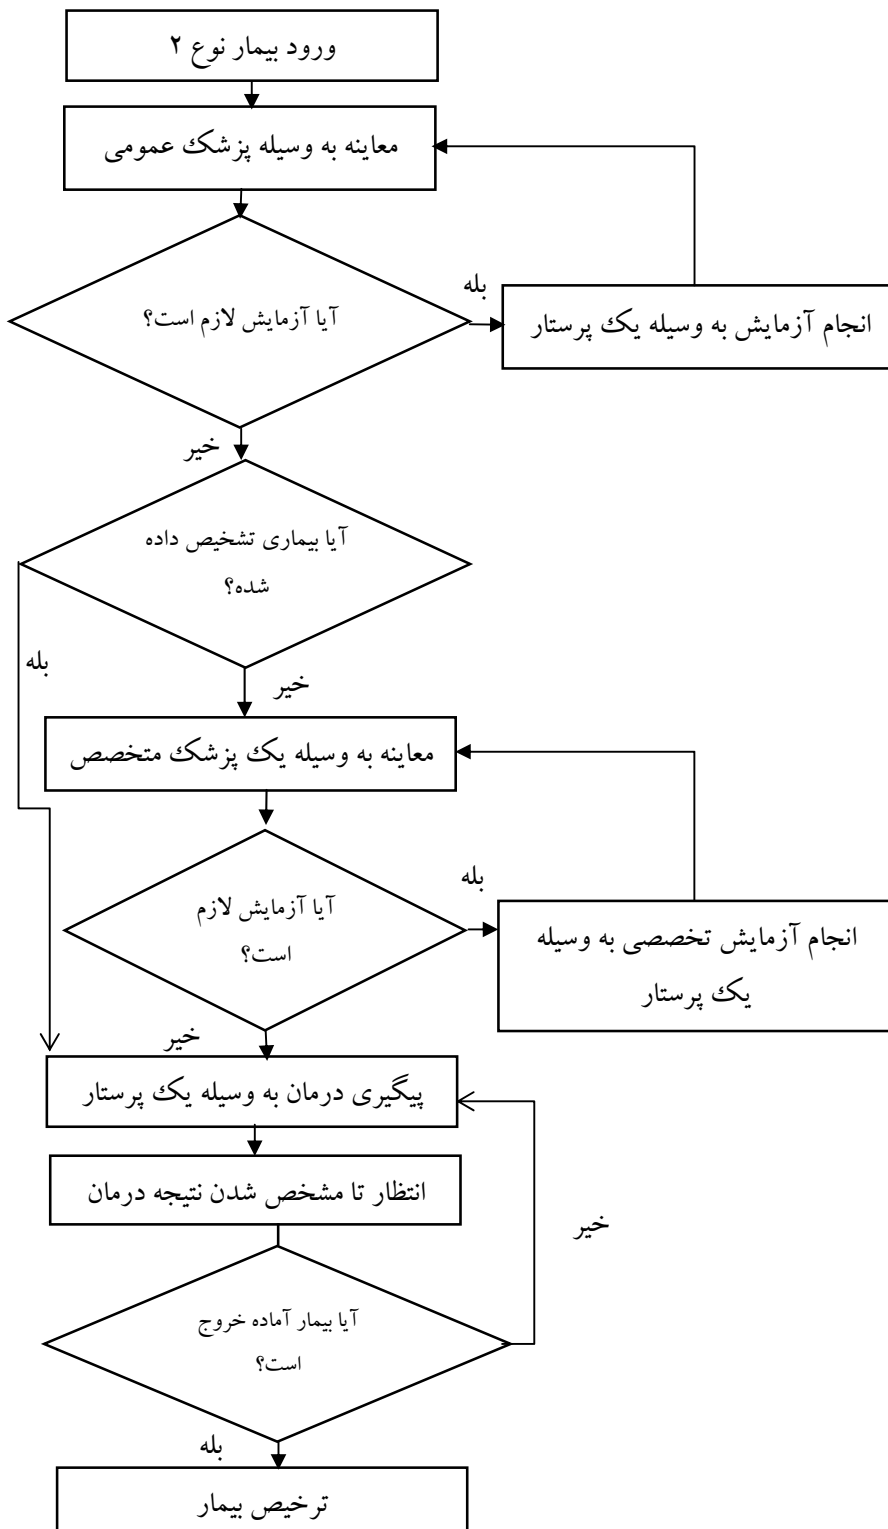 ورود بیمار نوع ۲
معاینه به وسیله پزشک عمومی
آیا آزمایش لازم است؟
بله
انجام آزمایش به وسیله یک پرستار
خیر
آیا بیماری تشخیص داده
شده؟
بله
خیر
معاینه به وسیله یک پزشک متخصص
آیا آزمایش لازم
است؟
بله
انجام آزمایش تخصصی به وسیله
یک پرستار
خیر
پیگیری درمان به وسیله یک پرستار
انتظار تا مشخص شدن نتیجه درمان
خیر
آیا بیمار آماده خروج
است؟
بله
ترخیص بیمار